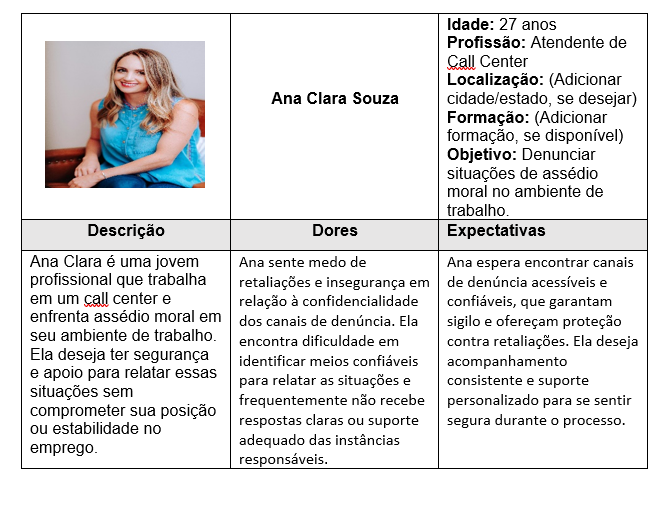 Ana Clara Souza
Idade: 27 anos
Profissão: Atendente de
Call Center
Localização: (Adicionar
cidade/estado, se desejar)
Formação: (Adicionar
formação, se disponível)
Objetivo: Denunciar
situações de assédio
moral no ambiente de
trabalho.
Descrição
Dores
Expectativas
Ana Clara é uma jovem
profissional que trabalha
em um call center e
enfrenta assédio moral em
seu ambiente de trabalho.
Ela deseja ter segurança
e apoio para relatar essas
situações sem
comprometer sua posição
ou estabilidade no
emprego.
Ana sente medo de
retaliações e insegurança em
relação à confidencialidade
dos canais de denúncia. Ela
encontra dificuldade em
identificar meios confiáveis
para relatar as situações e
frequentemente não recebe
respostas claras ou suporte
adequado das instâncias
responsáveis.
Ana espera encontrar canais
de denúncia acessíveis e
confiáveis, que garantam
sigilo e ofereçam proteção
contra retaliações. Ela deseja
acompanhamento
consistente e suporte
personalizado para se sentir
segura durante o processo.